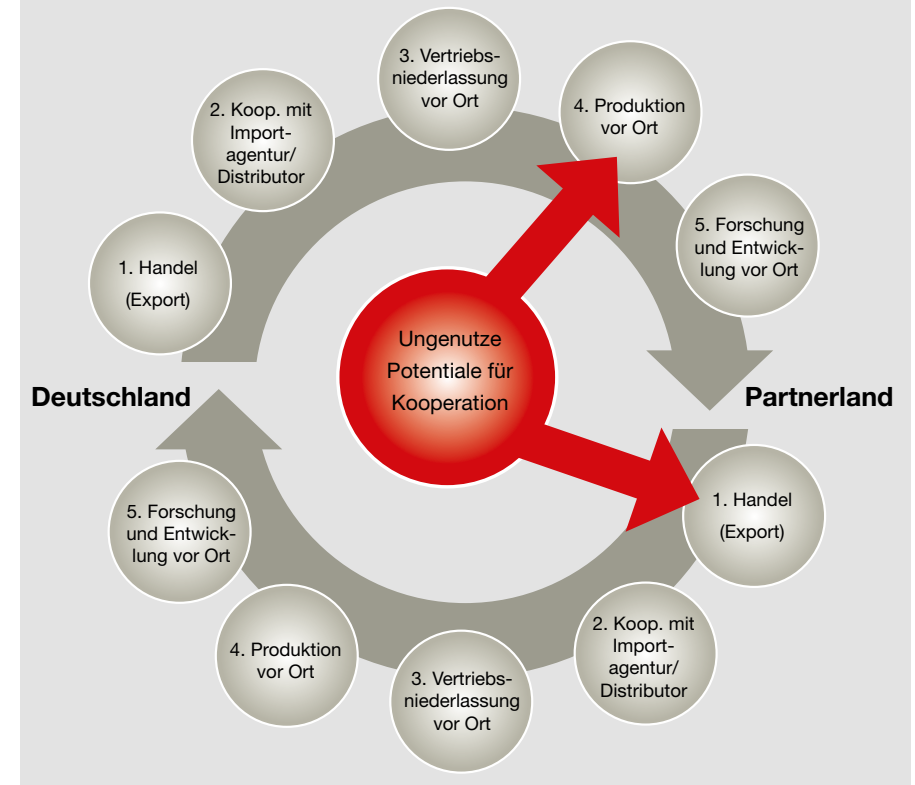 3. Vertriebs-
niederlassung
vor Ort
2. Koop. mit
Import-
agentur/
Distributor
4. Produktion
vor Ort
1. Handel
(Export)
5. Forschung
und Entwick-
lung vor Ort
Ungenutze
Potentiale für
Kooperation
Deutschland
Partnerland
5. Forschung
und Entwick-
lung vor Ort
1. Handel
(Export)
4. Produktion
vor Ort
3. Vertriebs-
niederlassung
vor Ort
2. Koop. mit
Import-
agentur/
Distributor